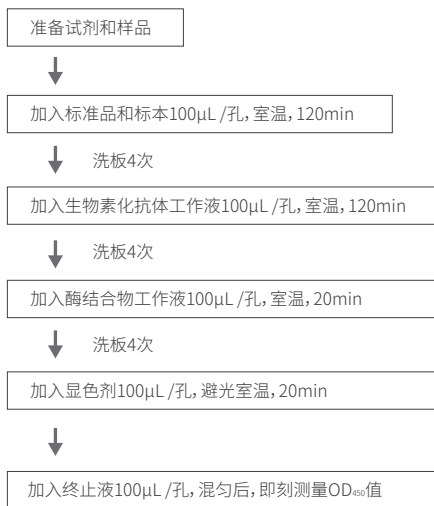 准备试剂和样品
加入标准品和标本100μL /孔，室温，120min
洗板4次
加入生物素化抗体工作液100μL /孔，室温，120min
洗板4次
加入酶结合物工作液100μL /孔，室温，20min
洗板4次
加入显色剂100μL /孔，避光室温，20min
加入终止液100μL /孔，混匀后，即刻测量OD₄₅₀值